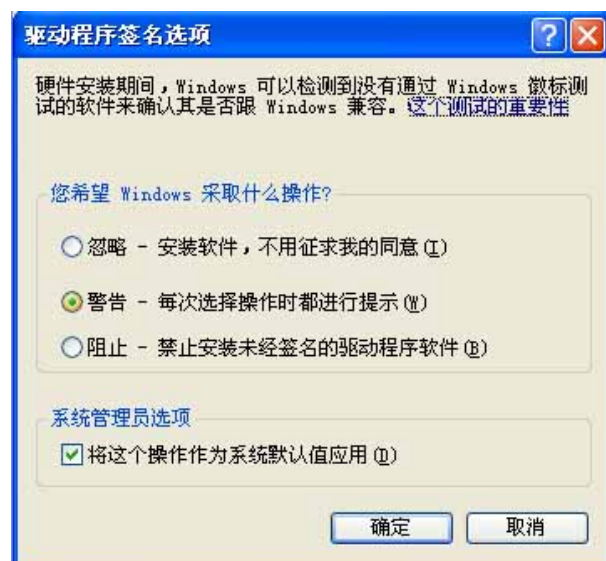 驱动程序签名选项
硬件安装期间，Windows 可以检测到没有通过 Windows 徽标测
试的软件来确认其是否跟 Windows 兼容。这个测试的重要性
您希望 Windows 采取什么操作?
忽略 - 安装软件，不用征求我的同意(I)
警告 - 每次选择操作时都进行提示(W)
阻止 - 禁止安装未经签名的驱动程序软件(B)
系统管理员选项
将这个操作作为系统默认值应用(D)
确定 取消